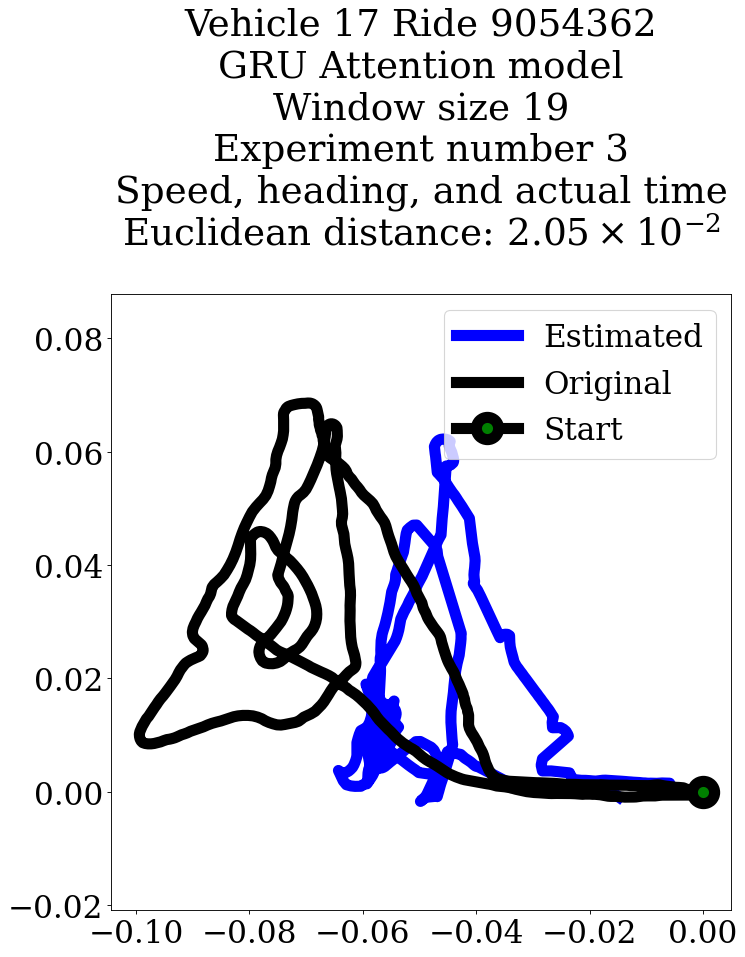 Vehicle 17 Ride 9054362
GRU Attention model
Window size 19
Experiment number 3
Speed, heading, and actual time
Euclidean distance: 2.05 × 10⁻²
Estimated
Original
Start
0.08
0.06
0.04
0.02
0.00
−0.02
−0.10 −0.08 −0.06 −0.04 −0.02 0.00